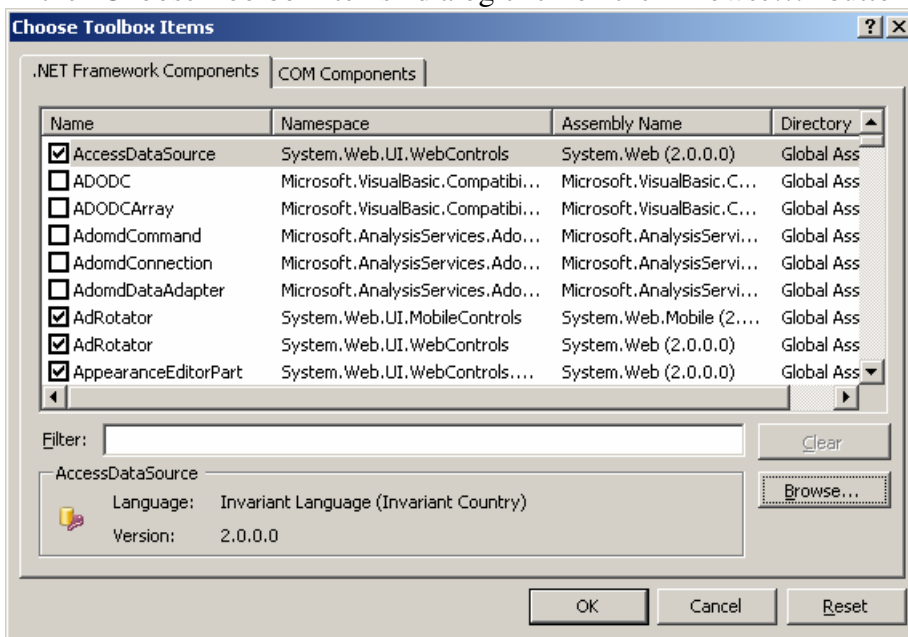 Choose Toolbox Items
.NET Framework Components COM Components
Name Namespace Assembly Name Directory
AccessDataSource System.Web.UI.WebControls System.Web (2.0.0.0) Global Ass
ADODC Microsoft.VisualBasic.Compatibi... Microsoft.VisualBasic.C... Global Ass
ADODCArray Microsoft.VisualBasic.Compatibi... Microsoft.VisualBasic.C... Global Ass
AdomdCommand Microsoft.AnalysisServices.Ado... Microsoft.AnalysisServi... Global Ass
AdomdConnection Microsoft.AnalysisServices.Ado... Microsoft.AnalysisServi... Global Ass
AdomdDataAdapter Microsoft.AnalysisServices.Ado... Microsoft.AnalysisServi... Global Ass
AdRotator System.Web.UI.MobileControls System.Web.Mobile (2.... Global Ass
AdRotator System.Web.UI.WebControls System.Web (2.0.0.0) Global Ass
AppearanceEditorPart System.Web.UI.WebControls.... System.Web (2.0.0.0) Global Ass
Filter: Clear
AccessDataSource
Language: Invariant Language (Invariant Country) Browse...
Version: 2.0.0.0
OK Cancel Reset